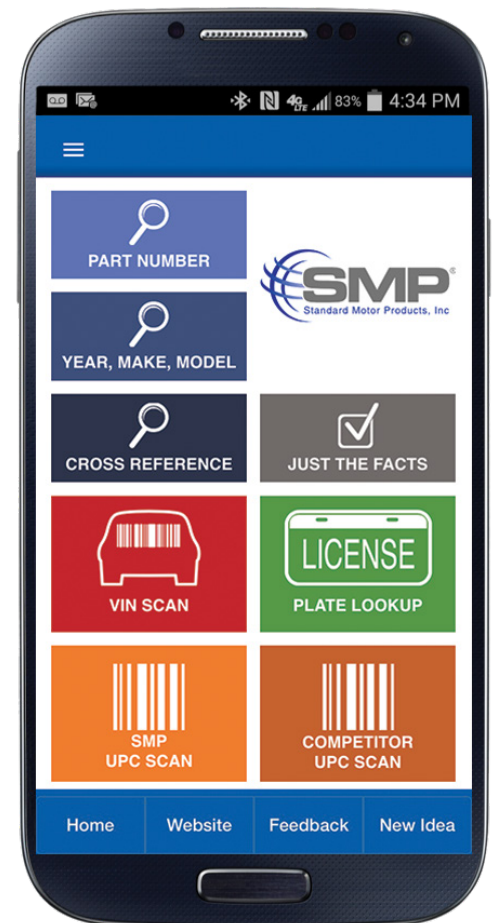 4G LTE 83% 4:34 PM
PART NUMBER
SMP®
Standard Motor Products, Inc
YEAR, MAKE, MODEL
CROSS REFERENCE
JUST THE FACTS
VIN SCAN
LICENSE
PLATE LOOKUP
SMP
UPC SCAN
COMPETITOR
UPC SCAN
Home Website Feedback New Idea